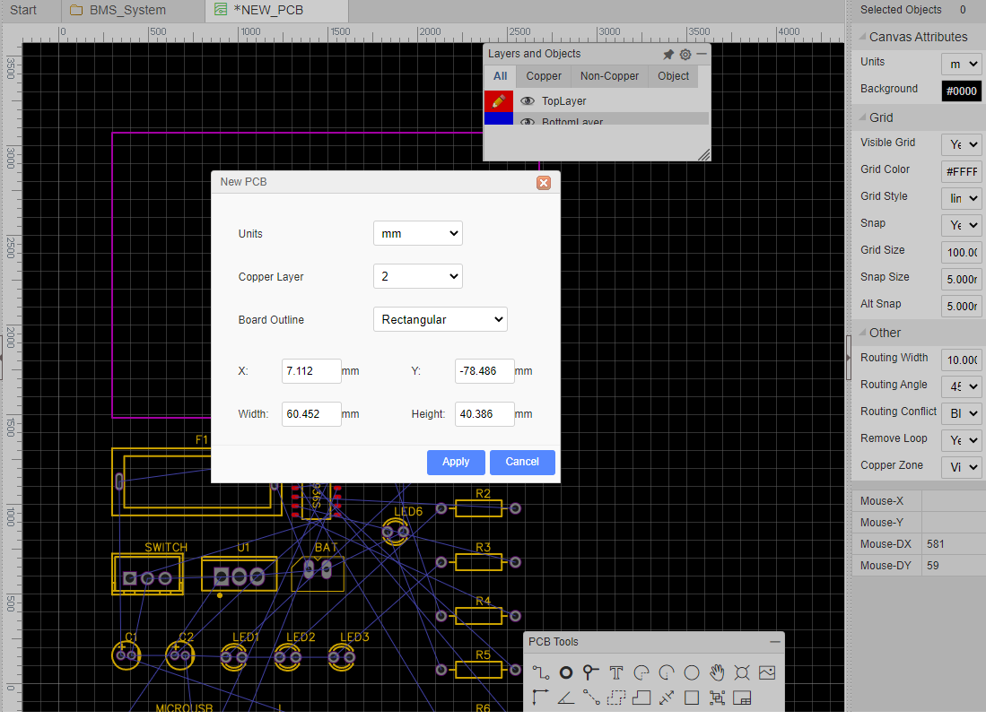 Start
BMS_System
*NEW_PCB
Selected Objects 0
0 500 1000 1500 2000 2500 3000 3500 4000
Layers and Objects
All Copper Non-Copper Object
TopLayer
BottomLayer
Canvas Attributes
Units m
Background #0000
Grid
Visible Grid Ye
Grid Color #FFFF
Grid Style lin
Snap Ye
Grid Size 100.00
Snap Size 5.000
Alt Snap 5.000
Other
Routing Width 10.000
Routing Angle 45
Routing Conflict Bl
Remove Loop Ye
Copper Zone Vi
Mouse-X
Mouse-Y
Mouse-DX 581
Mouse-DY 59
3500
3000
2500
2000
1500
1000
500
0
New PCB
Units mm
Copper Layer 2
Board Outline Rectangular
X: 7.112 mm Y: -78.486 mm
Width: 60.452 mm Height: 40.386 mm
Apply Cancel
F1
936S
LED6
R2
SWITCH U1 BAT
R3
R4
C1 C2 LED1 LED2 LED3
R5
MICROUSB
R6
PCB Tools